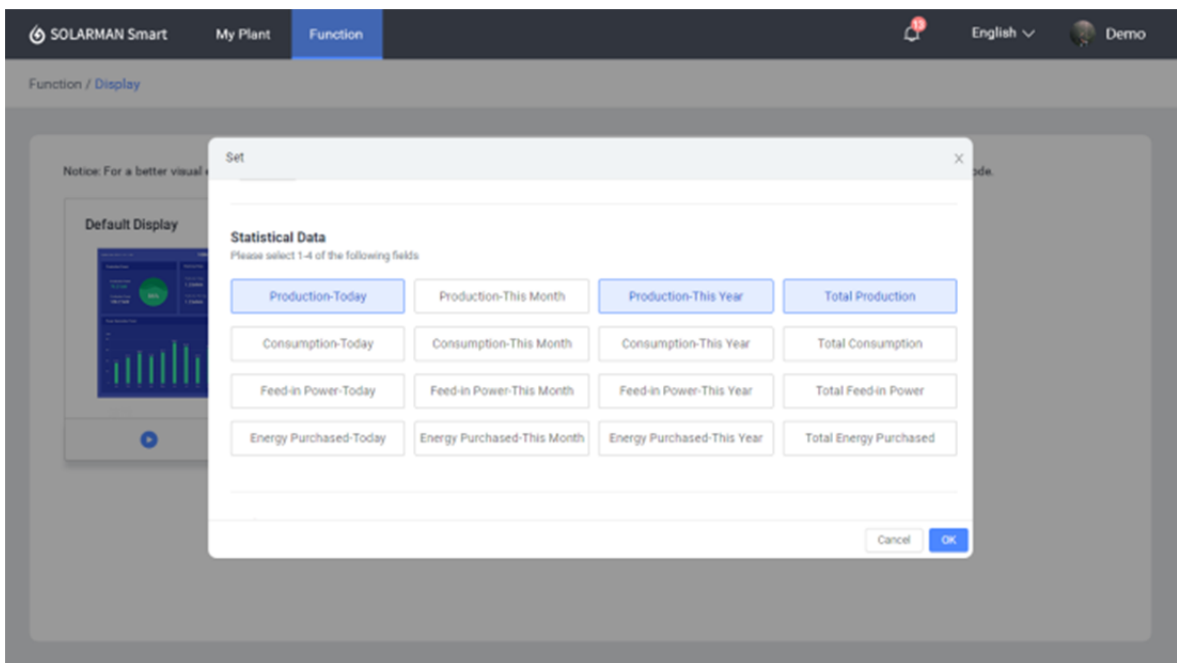 SOLARMAN Smart My Plant Function 13 English Demo
Function / Display
Set X
Notice: For a better visual
Default Display
Statistical Data
Please select 1-4 of the following fields
Production-Today Production-This Month Production-This Year Total Production
Consumption-Today Consumption-This Month Consumption-This Year Total Consumption
Feed-in Power-Today Feed-in Power-This Month Feed-in Power-This Year Total Feed-in Power
Energy Purchased-Today Energy Purchased-This Month Energy Purchased-This Year Total Energy Purchased
Cancel OK